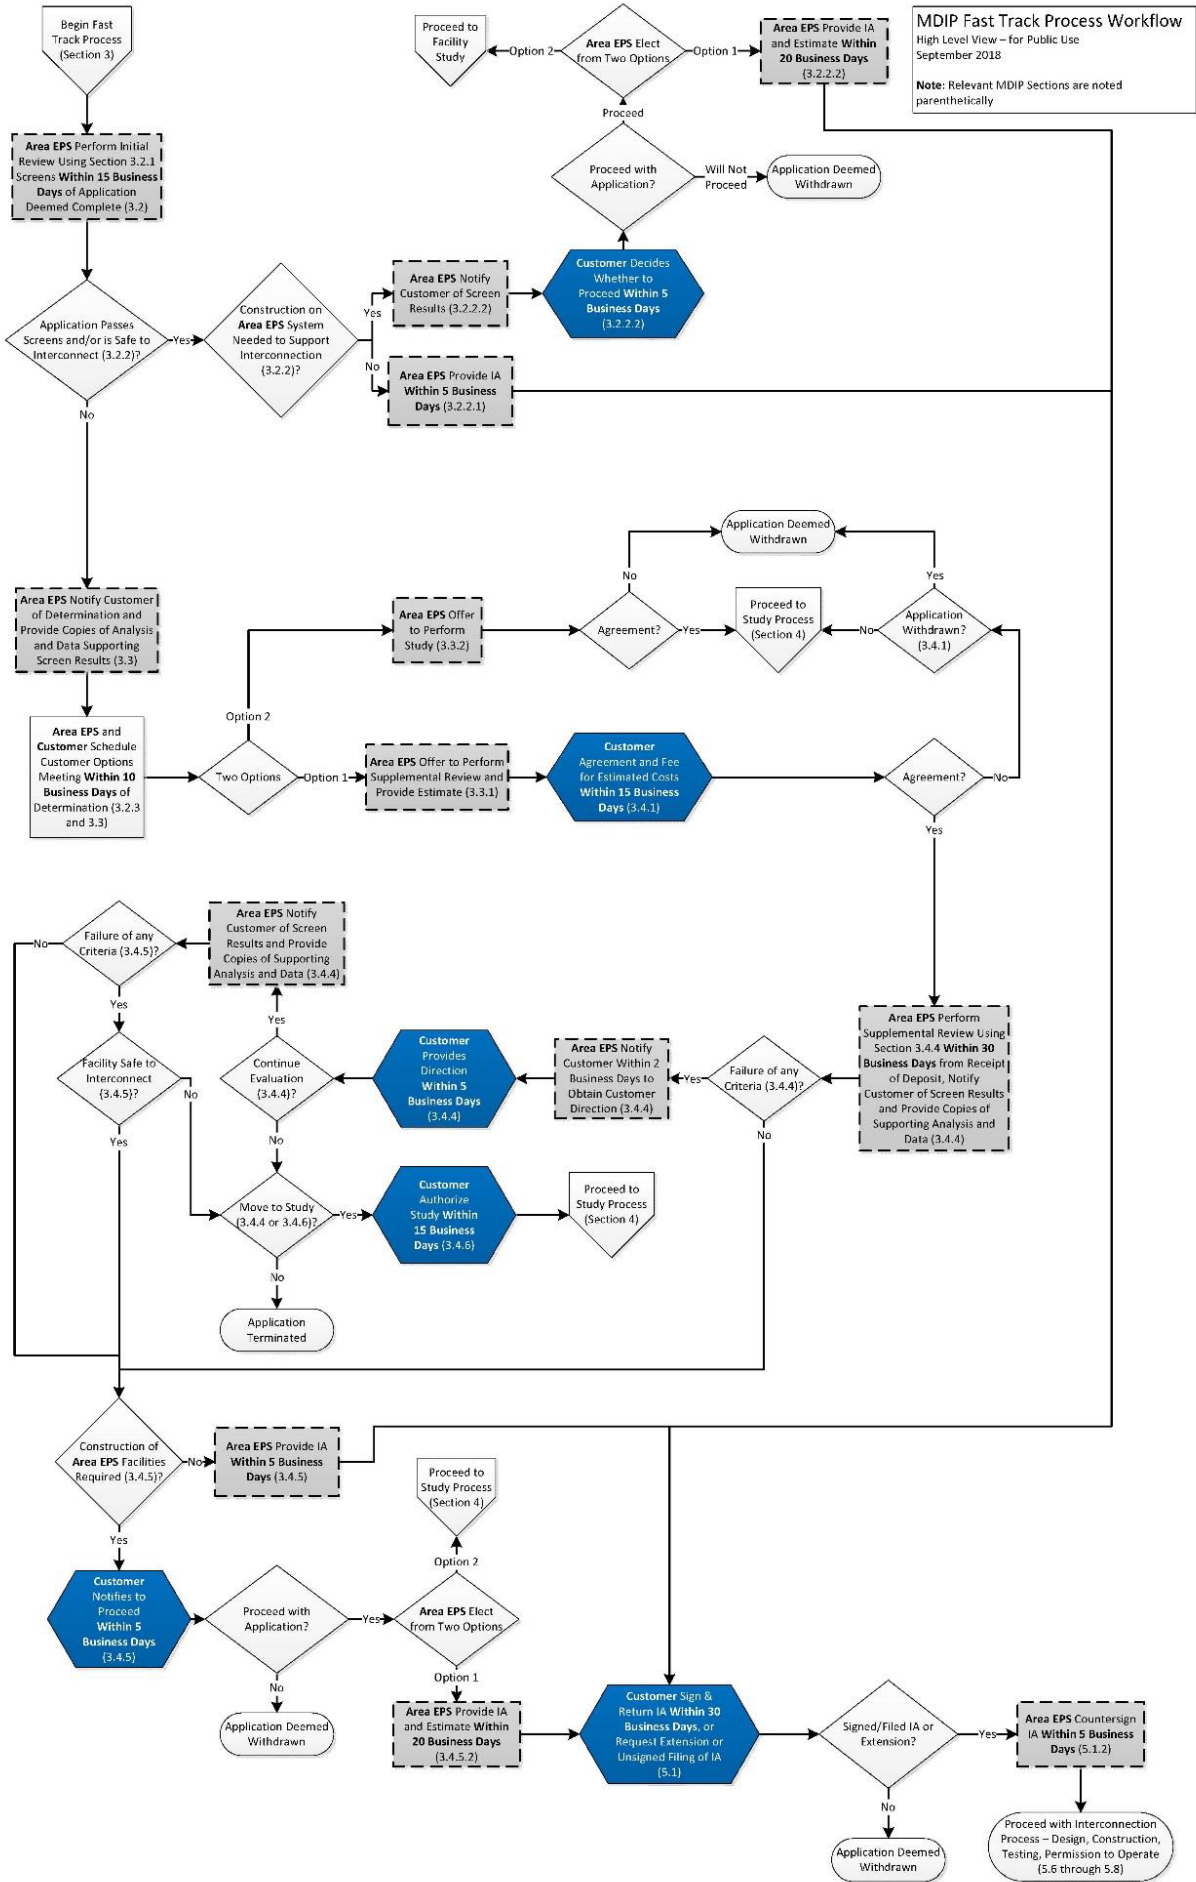 Begin Fast
Track Process
(Section 3)
Proceed to
Facility
Study
Option 2
Area EPS Elect
from Two Options
Option 1
Area EPS Provide IA
and Estimate Within
20 Business Days
(3.2.2.2)
MDIP Fast Track Process Workflow
High Level View – for Public Use
September 2018
Note: Relevant MDIP Sections are noted
parenthetically
Proceed
Area EPS Perform Initial
Review Using Section 3.2.1
Screens Within 15 Business
Days of Application
Deemed Complete (3.2)
Proceed with
Application?
Will Not
Proceed
Application Deemed
Withdrawn
Application Passes
Screens and/or is Safe to
Interconnect (3.2.2)?
Yes
Construction on
Area EPS System
Needed to Support
Interconnection
(3.2.2)?
Yes
No
Area EPS Notify
Customer of Screen
Results (3.2.2.2)
Customer Decides
Whether to
Proceed Within 5
Business Days
(3.2.2.2)
Area EPS Provide IA
Within 5 Business
Days (3.2.2.1)
No
Application Deemed
Withdrawn
No
Yes
Area EPS Notify Customer
of Determination and
Provide Copies of Analysis
and Data Supporting
Screen Results (3.3)
Area EPS Offer
to Perform
Study (3.3.2)
Agreement?
Yes
Proceed to
Study Process
(Section 4)
No
Application
Withdrawn?
(3.4.1)
Option 2
Area EPS and
Customer Schedule
Customer Options
Meeting Within 10
Business Days of
Determination (3.2.3
and 3.3)
Two Options
Option 1
Area EPS Offer to Perform
Supplemental Review and
Provide Estimate (3.3.1)
Customer
Agreement and Fee
for Estimated Costs
Within 15 Business
Days (3.4.1)
Agreement?
No
Yes
No
Failure of any
Criteria (3.4.5)?
Area EPS Notify
Customer of Screen
Results and Provide
Copies of Supporting
Analysis and Data (3.4.4)
Yes
Yes
Facility Safe to
Interconnect
(3.4.5)?
No
Yes
Continue
Evaluation
(3.4.4)?
No
Customer
Provides
Direction
Within 5
Business Days
(3.4.4)
Area EPS Notify
Customer Within 2
Business Days to
Obtain Customer
Direction (3.4.4)
Yes
Failure of any
Criteria (3.4.4)?
No
Area EPS Perform
Supplemental Review Using
Section 3.4.4 Within 30
Business Days from Receipt
of Deposit, Notify
Customer of Screen Results
and Provide Copies of
Supporting Analysis and
Data (3.4.4)
Move to Study
(3.4.4 or 3.4.6)?
Yes
Customer
Authorize
Study Within
15 Business
Days (3.4.6)
Proceed to
Study Process
(Section 4)
No
Application
Terminated
Construction of
Area EPS Facilities
Required (3.4.5)?
No
Area EPS Provide IA
Within 5 Business
Days (3.4.5)
Proceed to
Study Process
(Section 4)
Yes
Option 2
Customer
Notifies to
Proceed
Within 5
Business Days
(3.4.5)
Proceed with
Application?
Yes
Area EPS Elect
from Two Options
No
Option 1
Application Deemed
Withdrawn
Area EPS Provide IA
and Estimate Within
20 Business Days
(3.4.5.2)
Customer Sign &
Return IA Within 30
Business Days, or
Request Extension or
Unsigned Filing of IA
(5.1)
Signed/Filed IA or
Extension?
Yes
Area EPS Countersign
IA Within 5 Business
Days (5.1.2)
No
Application Deemed
Withdrawn
Proceed with Interconnection
Process – Design, Construction,
Testing, Permission to Operate
(5.6 through 5.8)